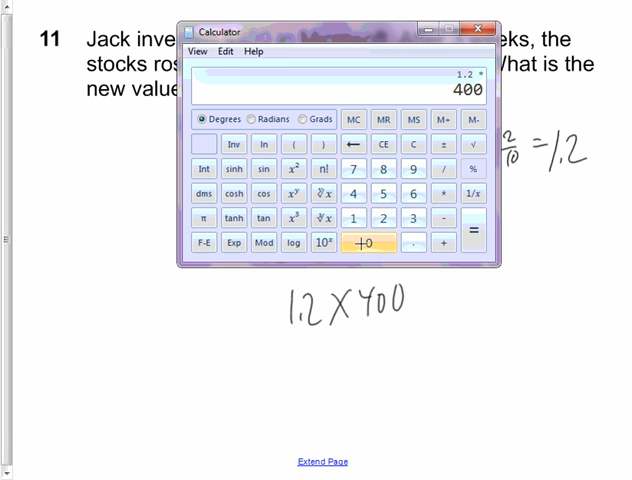 11 Jack inve eks, the
stocks ros hat is the
new value
Calculator
View Edit Help
1.2 *
400
Degrees Radians Grads MC MR MS M+ M-
Inv ln ( ) ← CE C ± √
Int sinh sin x² n! 7 8 9 / %
dms cosh cos xʸ ʸ√x 4 5 6 * 1/x
π tanh tan x³ ³√x 1 2 3 - =
F-E Exp Mod log 10ˣ 0 . +
2/10 = 1.2
1.2 X 400
Extend Page